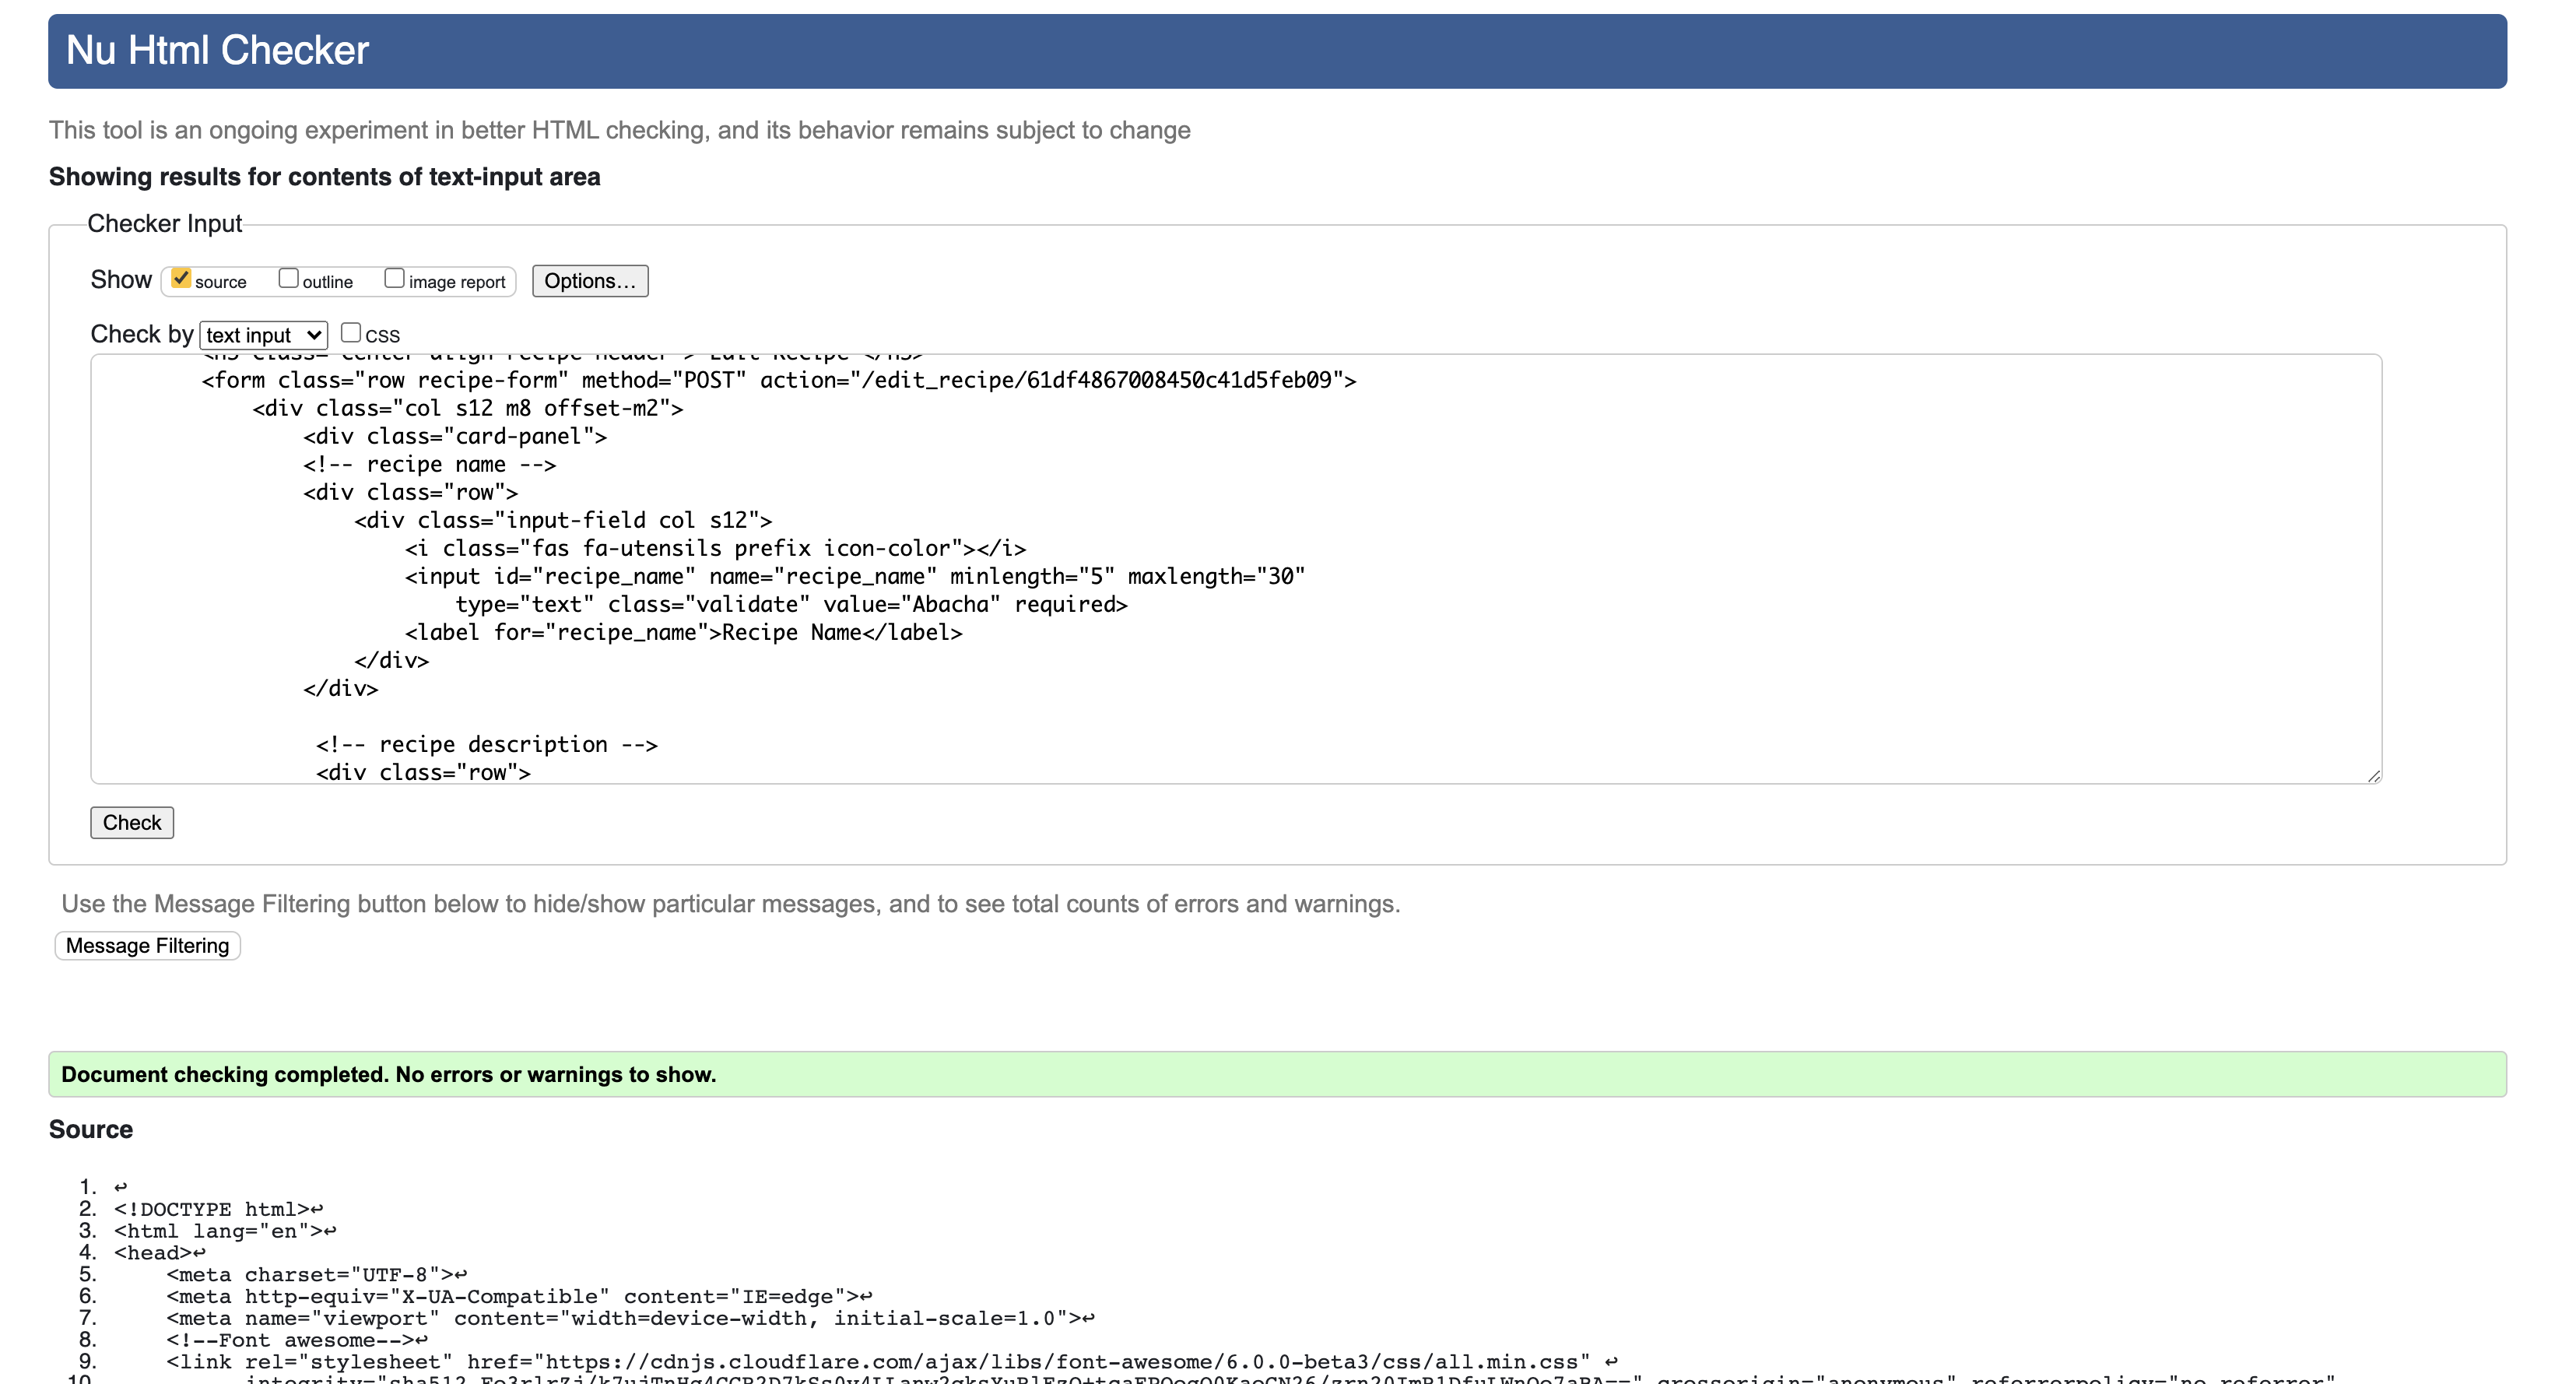 Nu Html Checker
This tool is an ongoing experiment in better HTML checking, and its behavior remains subject to change
Showing results for contents of text-input area
Checker Input
Show source outline image report Options...
Check by text input CSS
<form class="row recipe-form" method="POST" action="/edit_recipe/61df4867008450c41d5feb09">
<div class="col s12 m8 offset-m2">
<div class="card-panel">
<!-- recipe name -->
<div class="row">
<div class="input-field col s12">
<i class="fas fa-utensils prefix icon-color"></i>
<input id="recipe_name" name="recipe_name" minlength="5" maxlength="30"
type="text" class="validate" value="Abacha" required>
<label for="recipe_name">Recipe Name</label>
</div>
</div>
<!-- recipe description -->
<div class="row">
Check
Use the Message Filtering button below to hide/show particular messages, and to see total counts of errors and warnings.
Message Filtering
Document checking completed. No errors or warnings to show.
Source
1. ↩
2. <!DOCTYPE html>↩
3. <html lang="en">↩
4. <head>↩
5. <meta charset="UTF-8">↩
6. <meta http-equiv="X-UA-Compatible" content="IE=edge">↩
7. <meta name="viewport" content="width=device-width, initial-scale=1.0">↩
8. <!--Font awesome-->↩
9. <link rel="stylesheet" href="https://cdnjs.cloudflare.com/ajax/libs/font-awesome/6.0.0-beta3/css/all.min.css" ↩
10.